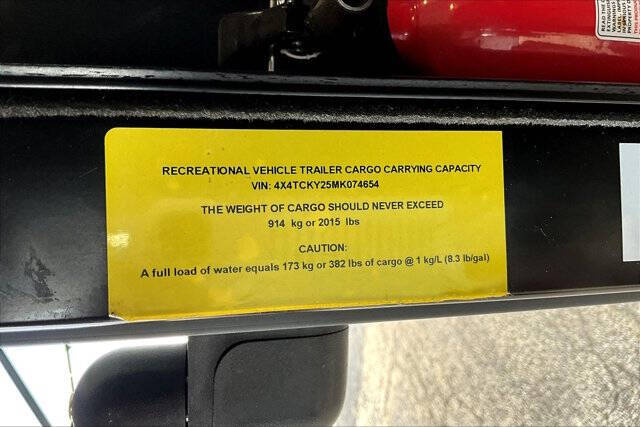 RECREATIONAL VEHICLE TRAILER CARGO CARRYING CAPACITY
VIN: 4X4TCKY25MK074654
THE WEIGHT OF CARGO SHOULD NEVER EXCEED
914 kg or 2015 lbs
CAUTION:
A full load of water equals 173 kg or 382 lbs of cargo @ 1 kg/L (8.3 lb/gal)